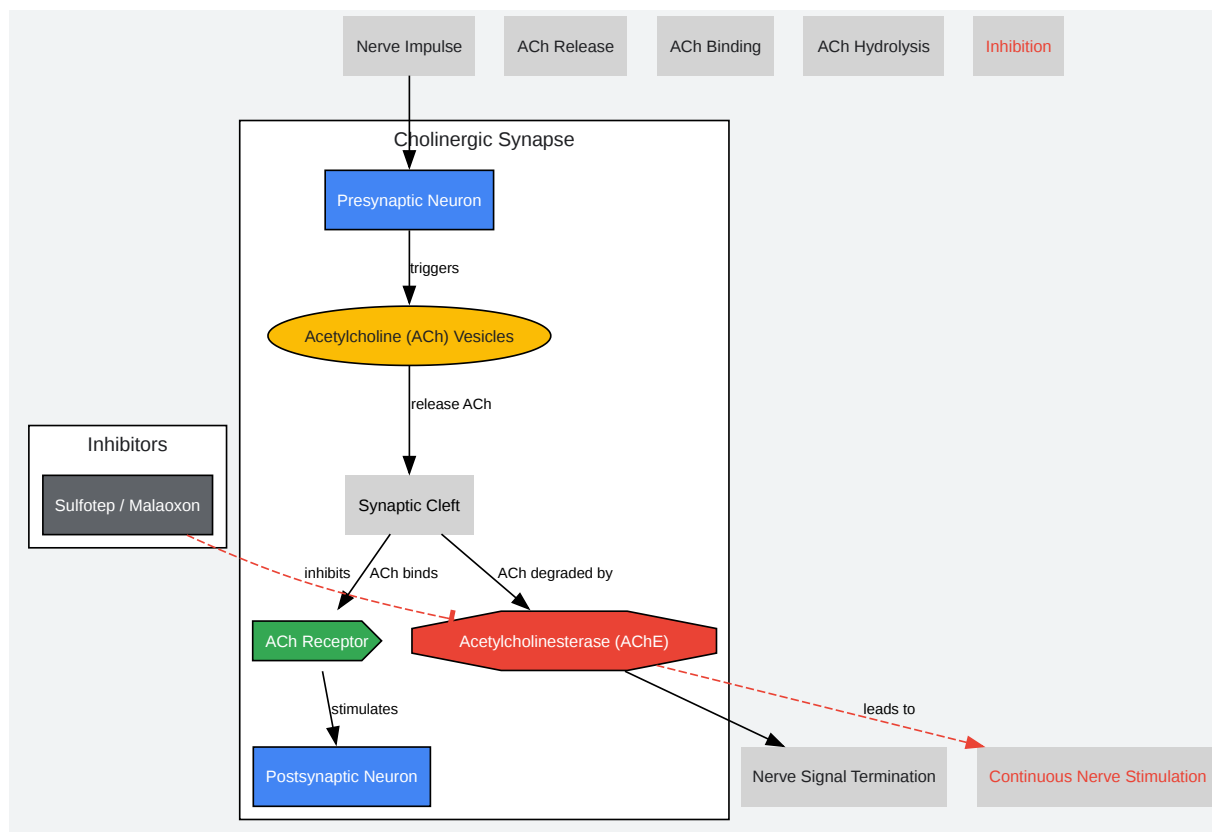 Nerve Impulse
ACh Release
ACh Binding
ACh Hydrolysis
Inhibition
Cholinergic Synapse
Presynaptic Neuron
triggers
Acetylcholine (ACh) Vesicles
release ACh
Inhibitors
Sulfotep / Malaoxon
Synaptic Cleft
inhibits
ACh binds
ACh degraded by
ACh Receptor
Acetylcholinesterase (AChE)
stimulates
leads to
Postsynaptic Neuron
Nerve Signal Termination
Continuous Nerve Stimulation